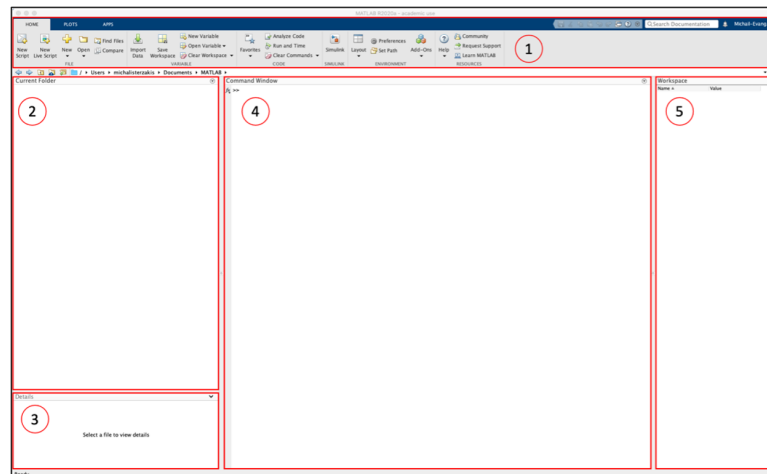 MATLAB R2020a - academic use
HOME PLOTS APPS
Search Documentation
Michail-Evang
New Script
New Live Script
New
Open
Find Files
Compare
FILE
Import Data
Save Workspace
New Variable
Open Variable
Clear Workspace
VARIABLE
Favorites
Analyze Code
Run and Time
Clear Commands
CODE
Simulink
SIMULINK
Layout
Preferences
Set Path
Add-Ons
ENVIRONMENT
Help
Community
Request Support
Learn MATLAB
RESOURCES
1
/ Users michalisterzakis Documents MATLAB
Current Folder
2
Details
3
Select a file to view details
Command Window
fx >>
4
Workspace
Name Value
5
Ready